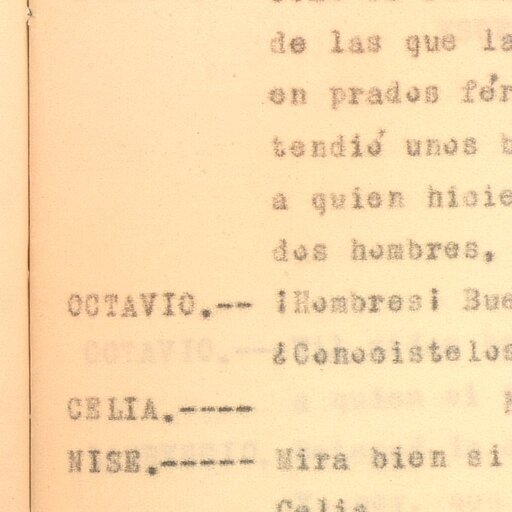 de las que la
en prados fér
tendió unos b
a quien hicie
dos hombres,
OCTAVIO.-- ¡Hombres¡ Bue
¿Conocistelos
CELIA.----
NISE.----- Mira bien si
Celia